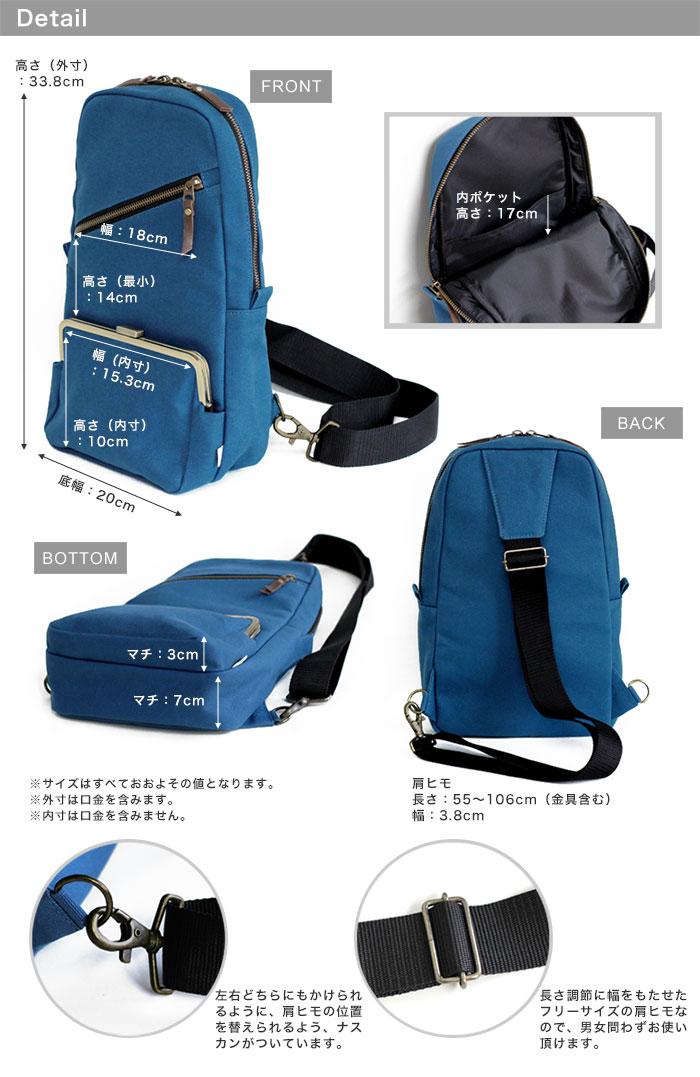 Detail
高さ（外寸）
：33.8cm
FRONT
幅：18cm
高さ（最小）
：14cm
幅（内寸）
：15.3cm
高さ（内寸）
：10cm
底幅：20cm
内ポケット
高さ：17cm
BACK
BOTTOM
マチ：3cm
マチ：7cm
※サイズはすべておおよその値となります。
※外寸は口金を含みます。
※内寸は口金を含みません。
肩ヒモ
長さ：55～106cm（金具含む）
幅：3.8cm
左右どちらにもかけられ
るように、肩ヒモの位置
を替えられるよう、ナス
カンがついています。
長さ調節に幅をもたせた
フリーサイズの肩ヒモな
ので、男女問わずお使い
頂けます。